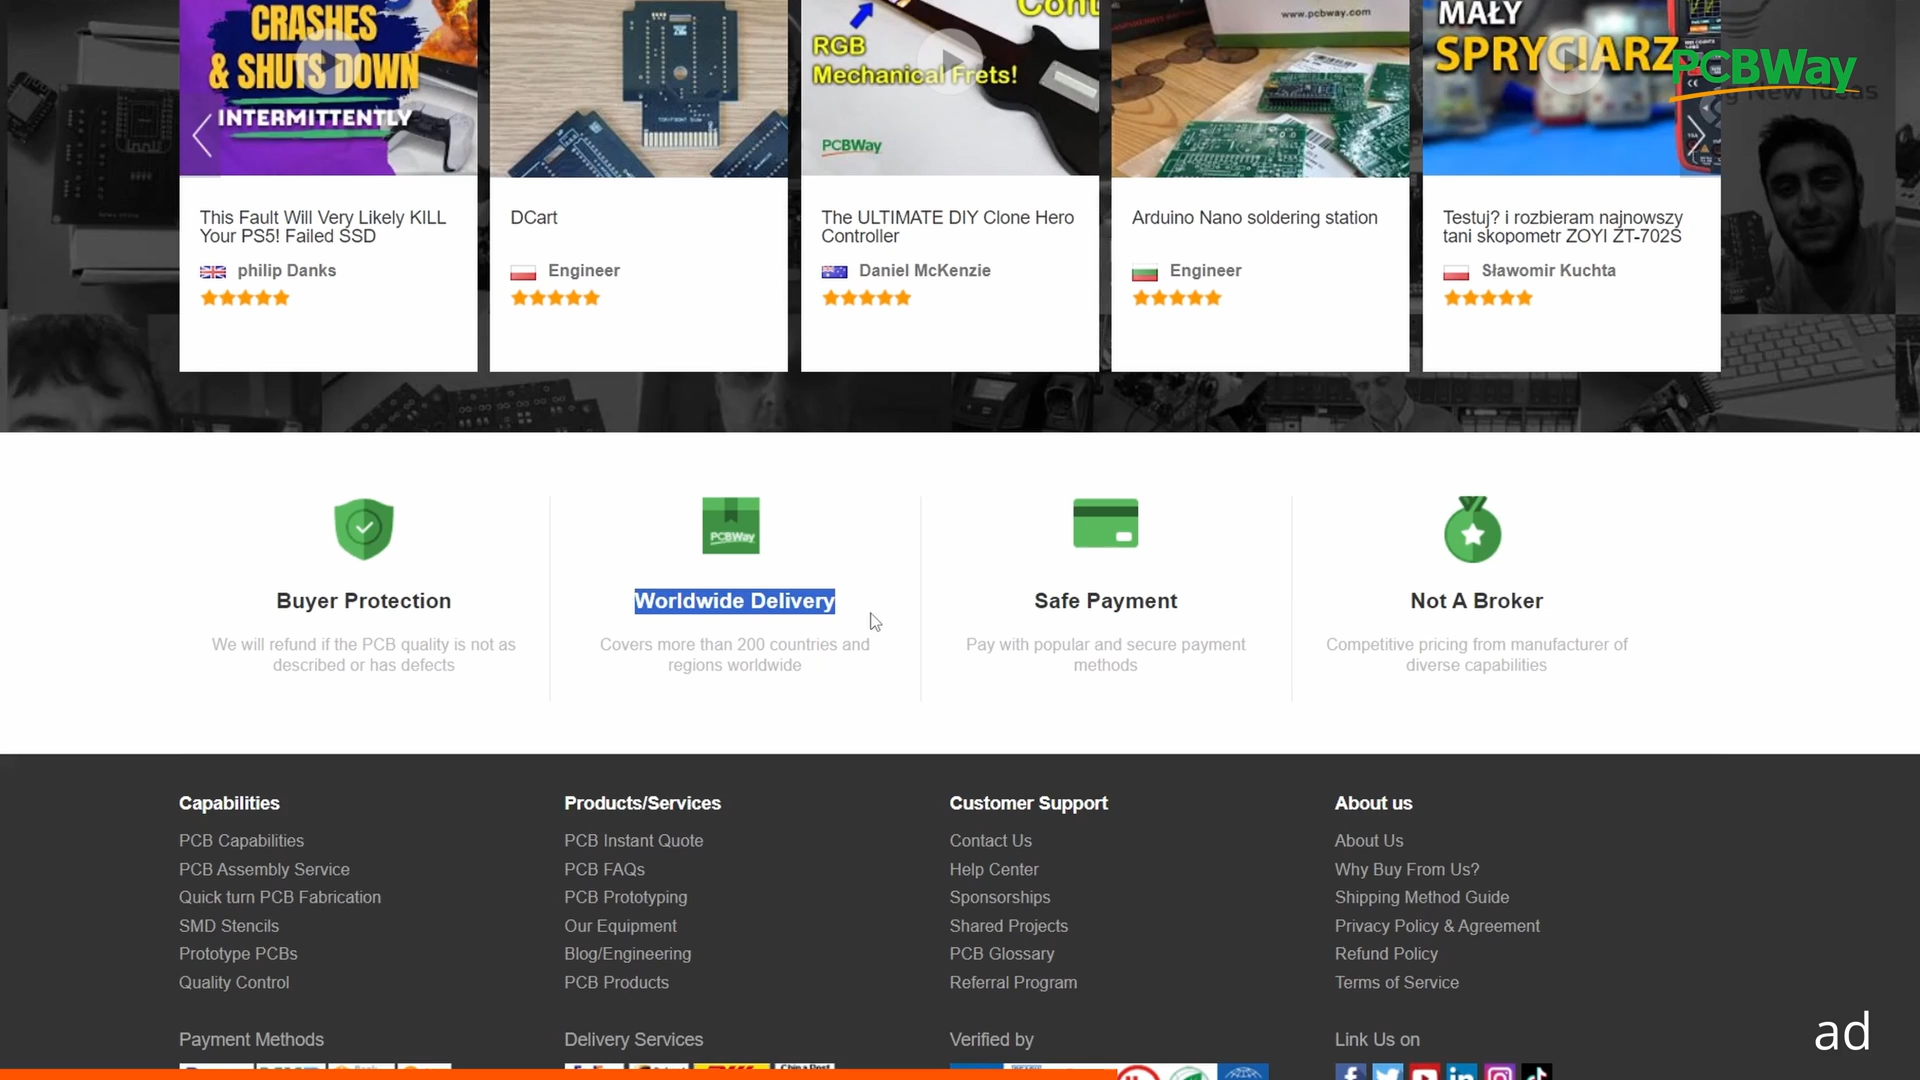 CRASHES
& SHUTS DOWN
INTERMITTENTLY
RGB
Mechanical Frets!
PCBWay
www.pcbway.com
MAŁY
SPRYCIARZ
PCBWay
New Ideas
This Fault Will Very Likely KILL
Your PS5! Failed SSD
philip Danks
DCart
Engineer
The ULTIMATE DIY Clone Hero
Controller
Daniel McKenzie
Arduino Nano soldering station
Engineer
Testuj? i rozbieram najnowszy
tani skopometr ZOYI ZT-702S
Sławomir Kuchta
PCBWay
Buyer Protection
We will refund if the PCB quality is not as
described or has defects
Worldwide Delivery
Covers more than 200 countries and
regions worldwide
Safe Payment
Pay with popular and secure payment
methods
Not A Broker
Competitive pricing from manufacturer of
diverse capabilities
Capabilities
PCB Capabilities
PCB Assembly Service
Quick turn PCB Fabrication
SMD Stencils
Prototype PCBs
Quality Control
Payment Methods
Products/Services
PCB Instant Quote
PCB FAQs
PCB Prototyping
Our Equipment
Blog/Engineering
PCB Products
Delivery Services
Customer Support
Contact Us
Help Center
Sponsorships
Shared Projects
PCB Glossary
Referral Program
Verified by
About us
About Us
Why Buy From Us?
Shipping Method Guide
Privacy Policy & Agreement
Refund Policy
Terms of Service
Link Us on
ad